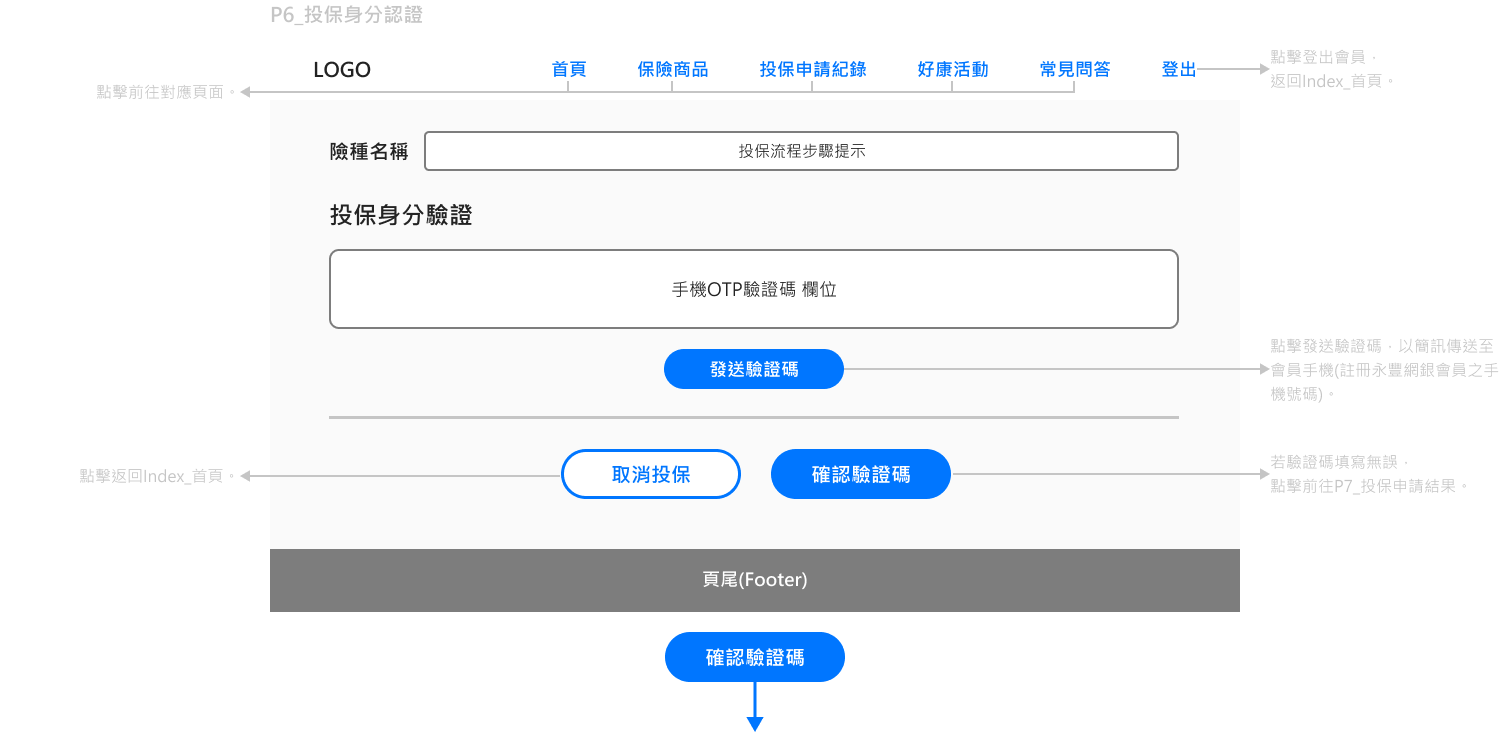 P6_投保身分認證
LOGO
首頁
保險商品
投保申請紀錄
好康活動
常見問答
登出
點擊登出會員，
返回Index_首頁。
點擊前往對應頁面。
險種名稱
投保流程步驟提示
投保身分驗證
手機OTP驗證碼 欄位
發送驗證碼
點擊發送驗證碼，以簡訊傳送至
會員手機(註冊永豐網銀會員之手
機號碼)。
點擊返回Index_首頁。
取消投保
確認驗證碼
若驗證碼填寫無誤，
點擊前往P7_投保申請結果。
頁尾(Footer)
確認驗證碼